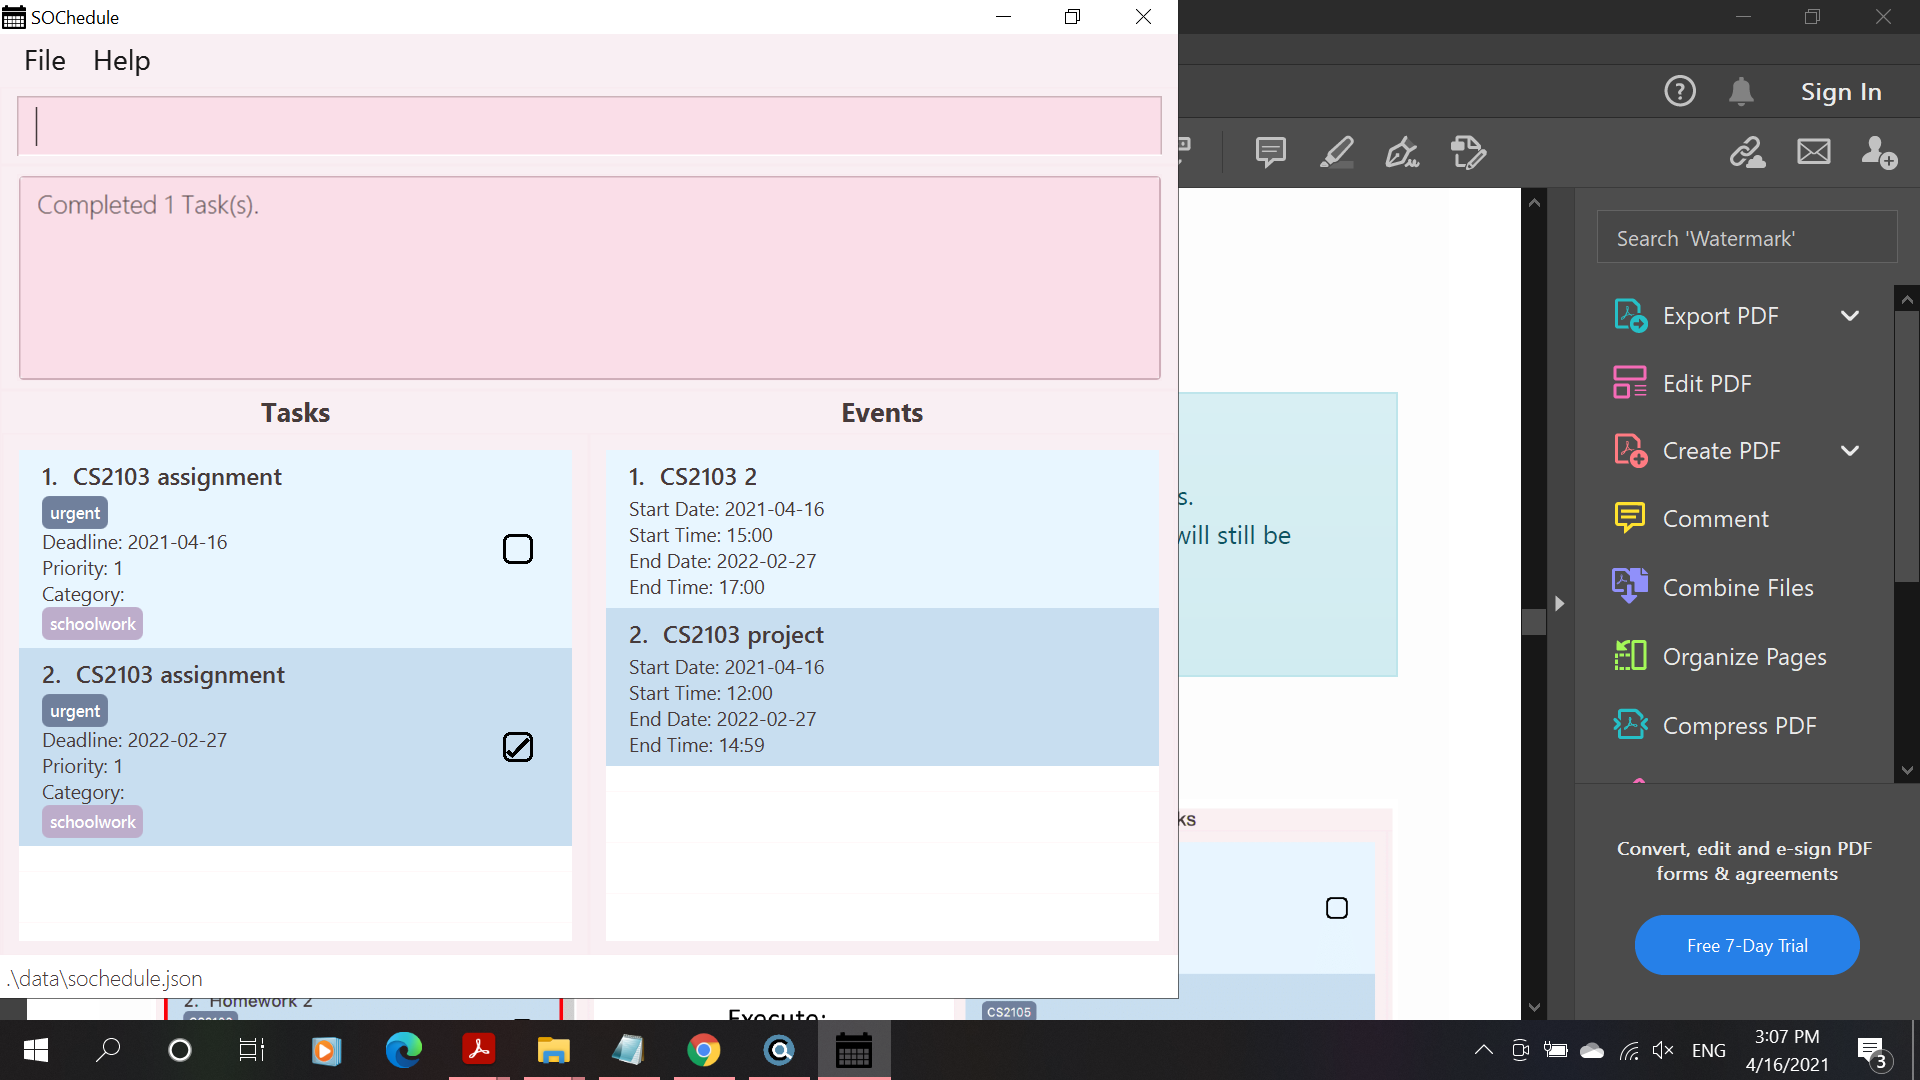 SOChedule
File Help
Completed 1 Task(s).
Tasks
1. CS2103 assignment
urgent
Deadline: 2021-04-16
Priority: 1
Category:
schoolwork
2. CS2103 assignment
urgent
Deadline: 2022-02-27
Priority: 1
Category:
schoolwork
Events
1. CS2103 2
Start Date: 2021-04-16
Start Time: 15:00
End Date: 2022-02-27
End Time: 17:00
2. CS2103 project
Start Date: 2021-04-16
Start Time: 12:00
End Date: 2022-02-27
End Time: 14:59
.\data\sochedule.json
2. Homework 2
Execute:
CS2105
s.
will still be
ks
Sign In
Search 'Watermark'
Export PDF
Edit PDF
Create PDF
Comment
Combine Files
Organize Pages
Compress PDF
Convert, edit and e-sign PDF
forms & agreements
Free 7-Day Trial
ENG
3:07 PM
4/16/2021
3